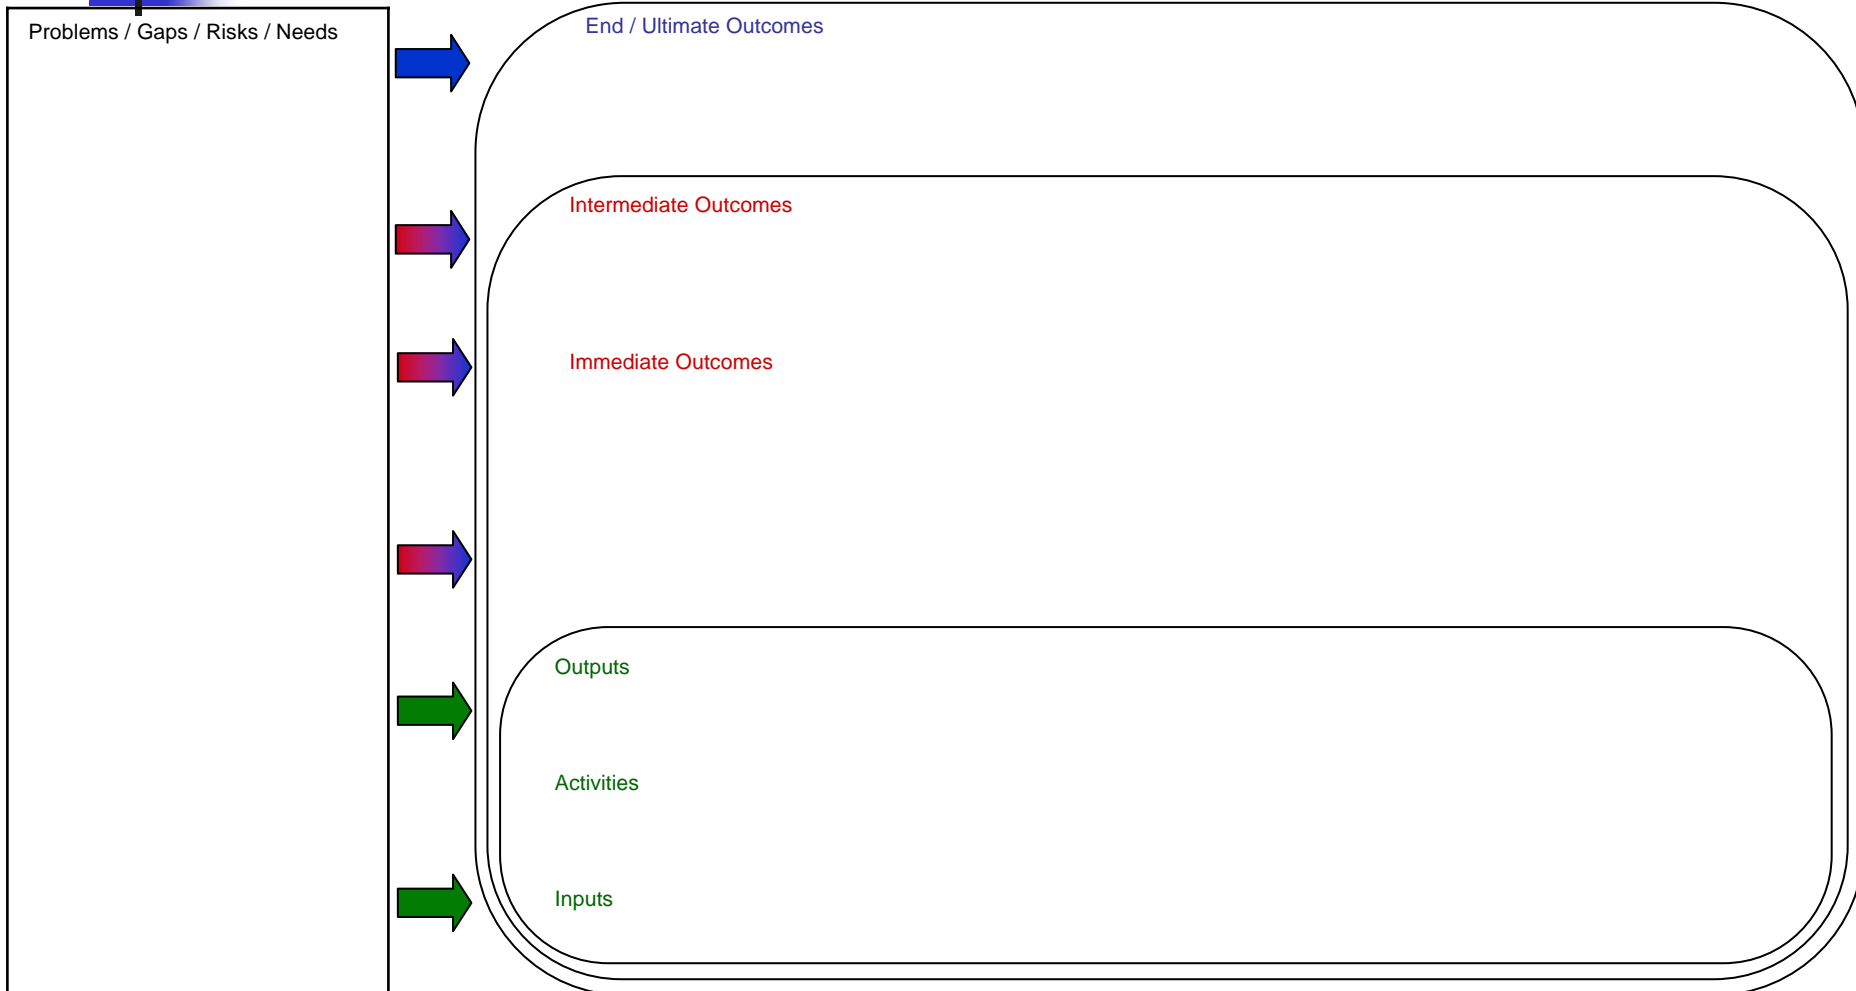 Problems / Gaps / Risks / Needs
End / Ultimate Outcomes
Intermediate Outcomes
Immediate Outcomes
Outputs
Activities
Inputs